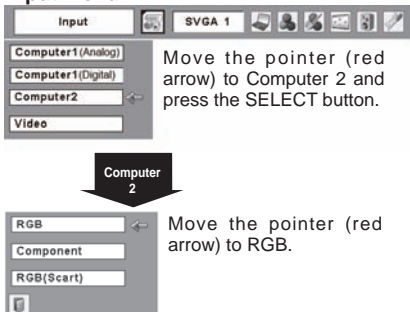 Input
SVGA 1
Computer1(Analog)
Computer1(Digital)
Computer2
Video
Move the pointer (red
arrow) to Computer 2 and
press the SELECT button.
Computer
2
RGB
Component
RGB(Scart)
Move the pointer (red
arrow) to RGB.